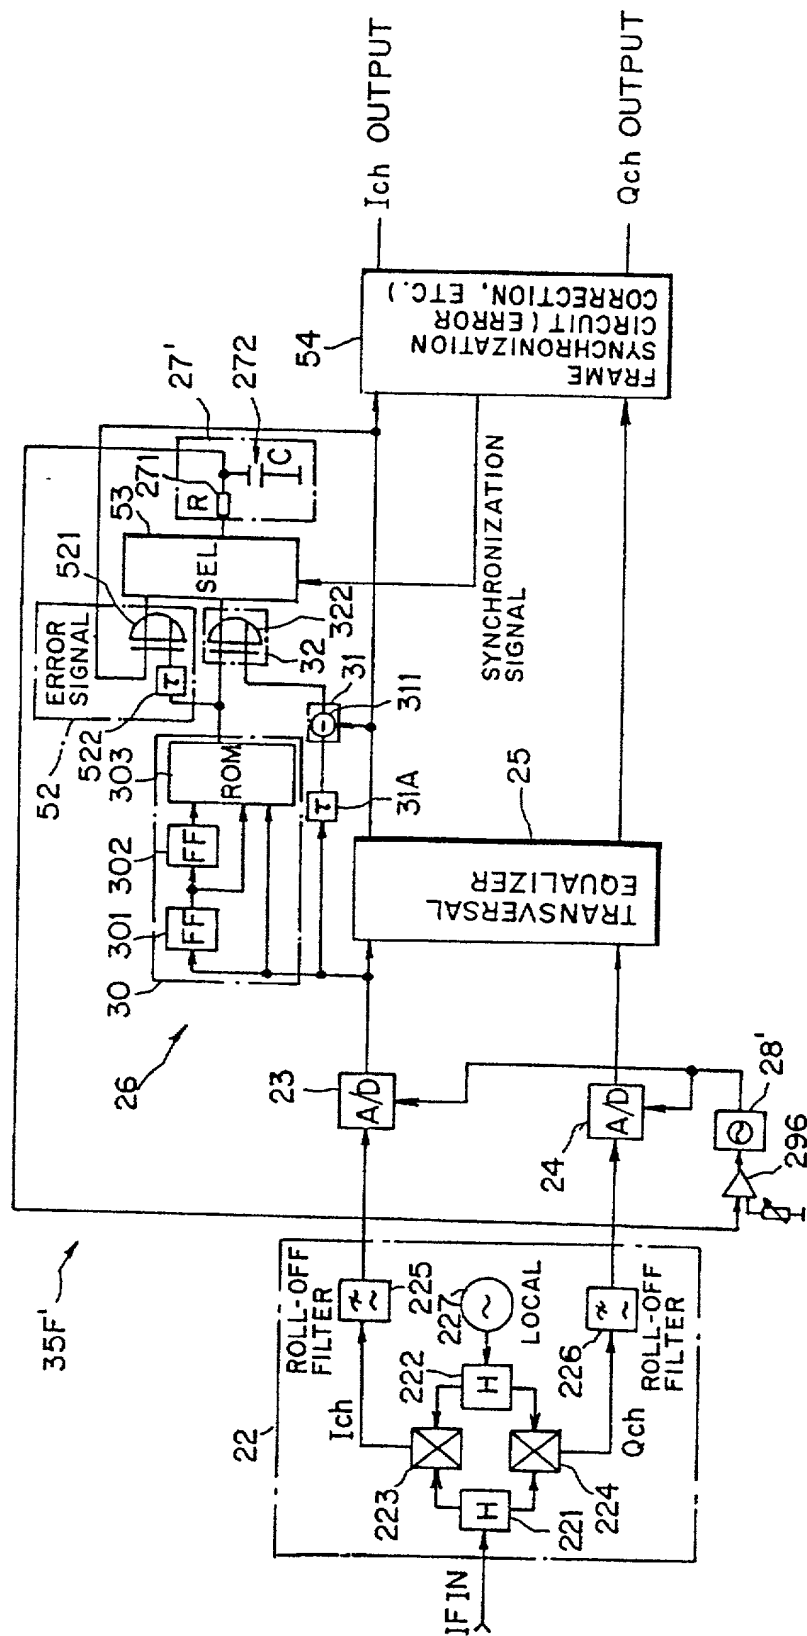 35F'
26
52
ERROR
SIGNAL
522
τ
521
53
SEL
27'
271
R
272
C
30
301
FF
302
FF
303
ROM
32
322
31
311
−
31A
τ
54
FRAME
SYNCHRONIZATION
CIRCUIT (ERROR
CORRECTION, ETC.)
Ich OUTPUT
Qch OUTPUT
SYNCHRONIZATION
SIGNAL
25
TRANSVERSAL
EQUALIZER
23
A/D
24
A/D
28'
296
22
ROLL-OFF
FILTER
225
Ich
223
222
H
227
LOCAL
221
H
224
Qch
226
ROLL-OFF
FILTER
IF IN